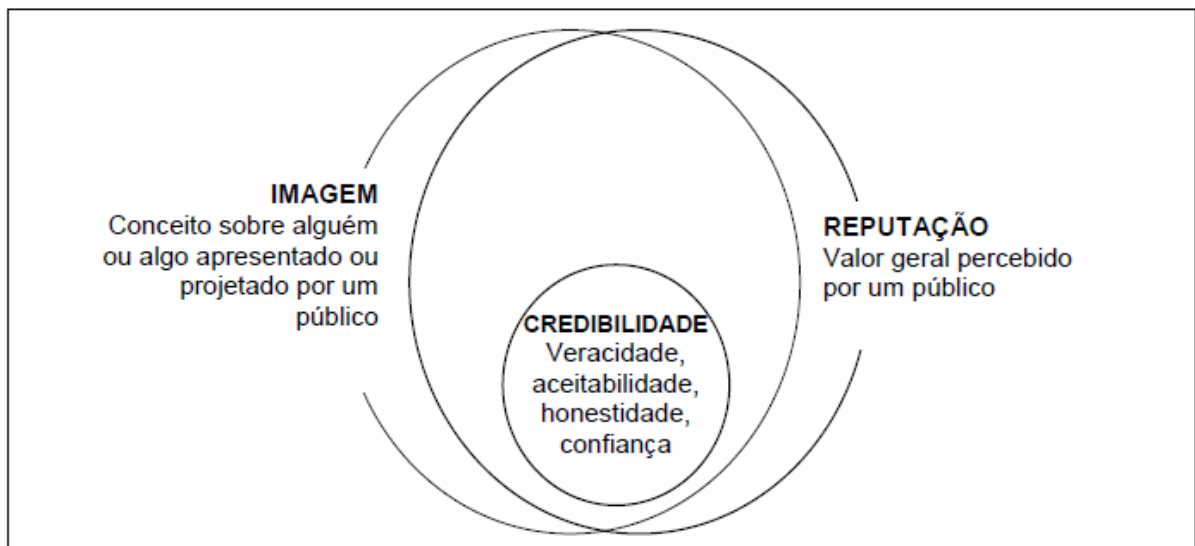 IMAGEM
Conceito sobre alguém
ou algo apresentado ou
projetado por um
público
CREDIBILIDADE
Veracidade,
aceitabilidade,
honestidade,
confiança
REPUTAÇÃO
Valor geral percebido
por um público